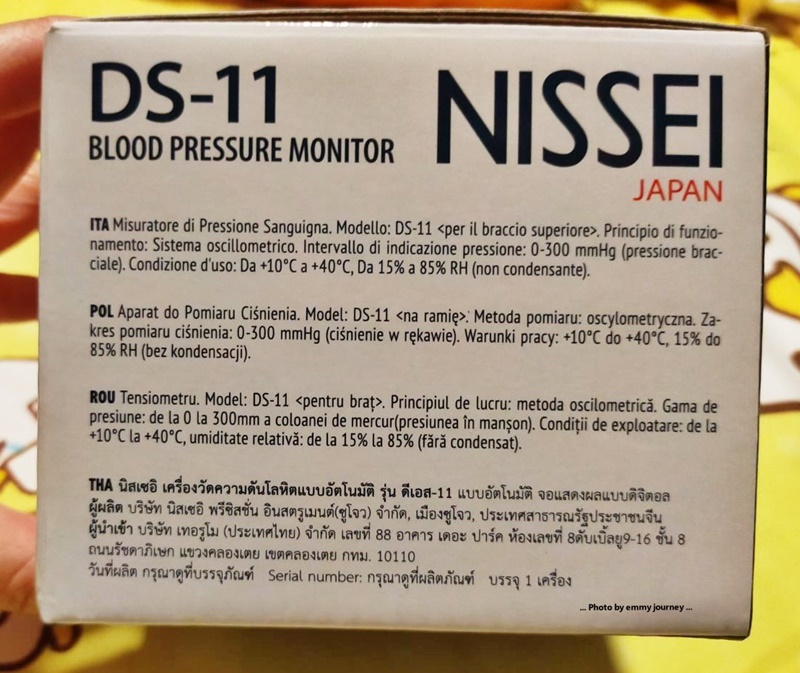 DS-11
BLOOD PRESSURE MONITOR
NISSEI
JAPAN
ITA Misuratore di Pressione Sanguigna. Modello: DS-11 <per il braccio superiore>. Principio di funzio-
namento: Sistema oscillometrico. Intervallo di indicazione pressione: 0-300 mmHg (pressione brac-
ciale). Condizione d'uso: Da +10°C a +40°C, Da 15% a 85% RH (non condensante).
POL Aparat do Pomiaru Ciśnienia. Model: DS-11 <na ramię>. Metoda pomiaru: oscylometryczna. Za-
kres pomiaru ciśnienia: 0-300 mmHg (ciśnienie w rękawie). Warunki pracy: +10°C do +40°C, 15% do
85% RH (bez kondensacji).
ROU Tensiometru. Model: DS-11 <pentru braț>. Principiul de lucru: metoda oscilometrică. Gama de
presiune: de la 0 la 300mm a coloanei de mercur(presiunea în manșon). Condiții de exploatare: de la
+10°C la +40°C, umiditate relativă: de la 15% la 85% (fără condensat).
THA นิสเซอิ เครื่องวัดความดันโลหิตแบบอัตโนมัติ รุ่น ดีเอส-11 แบบอัตโนมัติ จอแสดงผลแบบดิจิตอล
ผู้ผลิต บริษัท นิสเซอิ พรีซิสชั่น อินสตรูเมนต์(ซูโจว) จำกัด, เมืองซูโจว, ประเทศสาธารณรัฐประชาชนจีน
ผู้นำเข้า บริษัท เทอรูโม (ประเทศไทย) จำกัด เลขที่ 88 อาคาร เดอะ ปาร์ค ห้องเลขที่ 8ดับเบิ้ลยู9-16 ชั้น 8
ถนนรัชดาภิเษก แขวงคลองเตย เขตคลองเตย กทม. 10110
วันที่ผลิต กรุณาดูที่บรรจุภัณฑ์ Serial number: กรุณาดูที่ผลิตภัณฑ์ บรรจุ 1 เครื่อง
... Photo by emmy journey ...